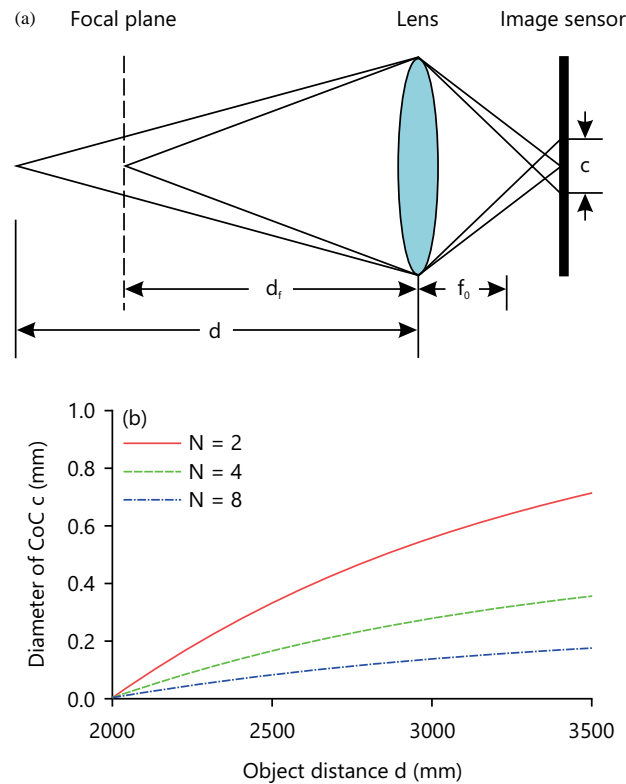 (a) Focal plane Lens Image sensor
c
d_f f_0
d
(b)
1.0
0.8
0.6
0.4
0.2
0.0
N = 2
N = 4
N = 8
Diameter of CoC c (mm)
2000 2500 3000 3500
Object distance d (mm)